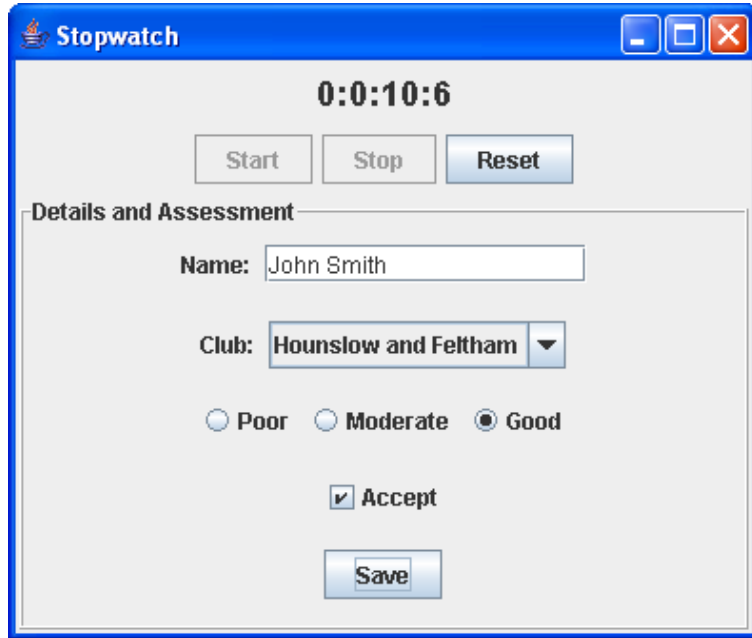 Stopwatch
0:0:10:6
Start Stop Reset
Details and Assessment
Name: John Smith
Club: Hounslow and Feltham
Poor Moderate Good
Accept
Save